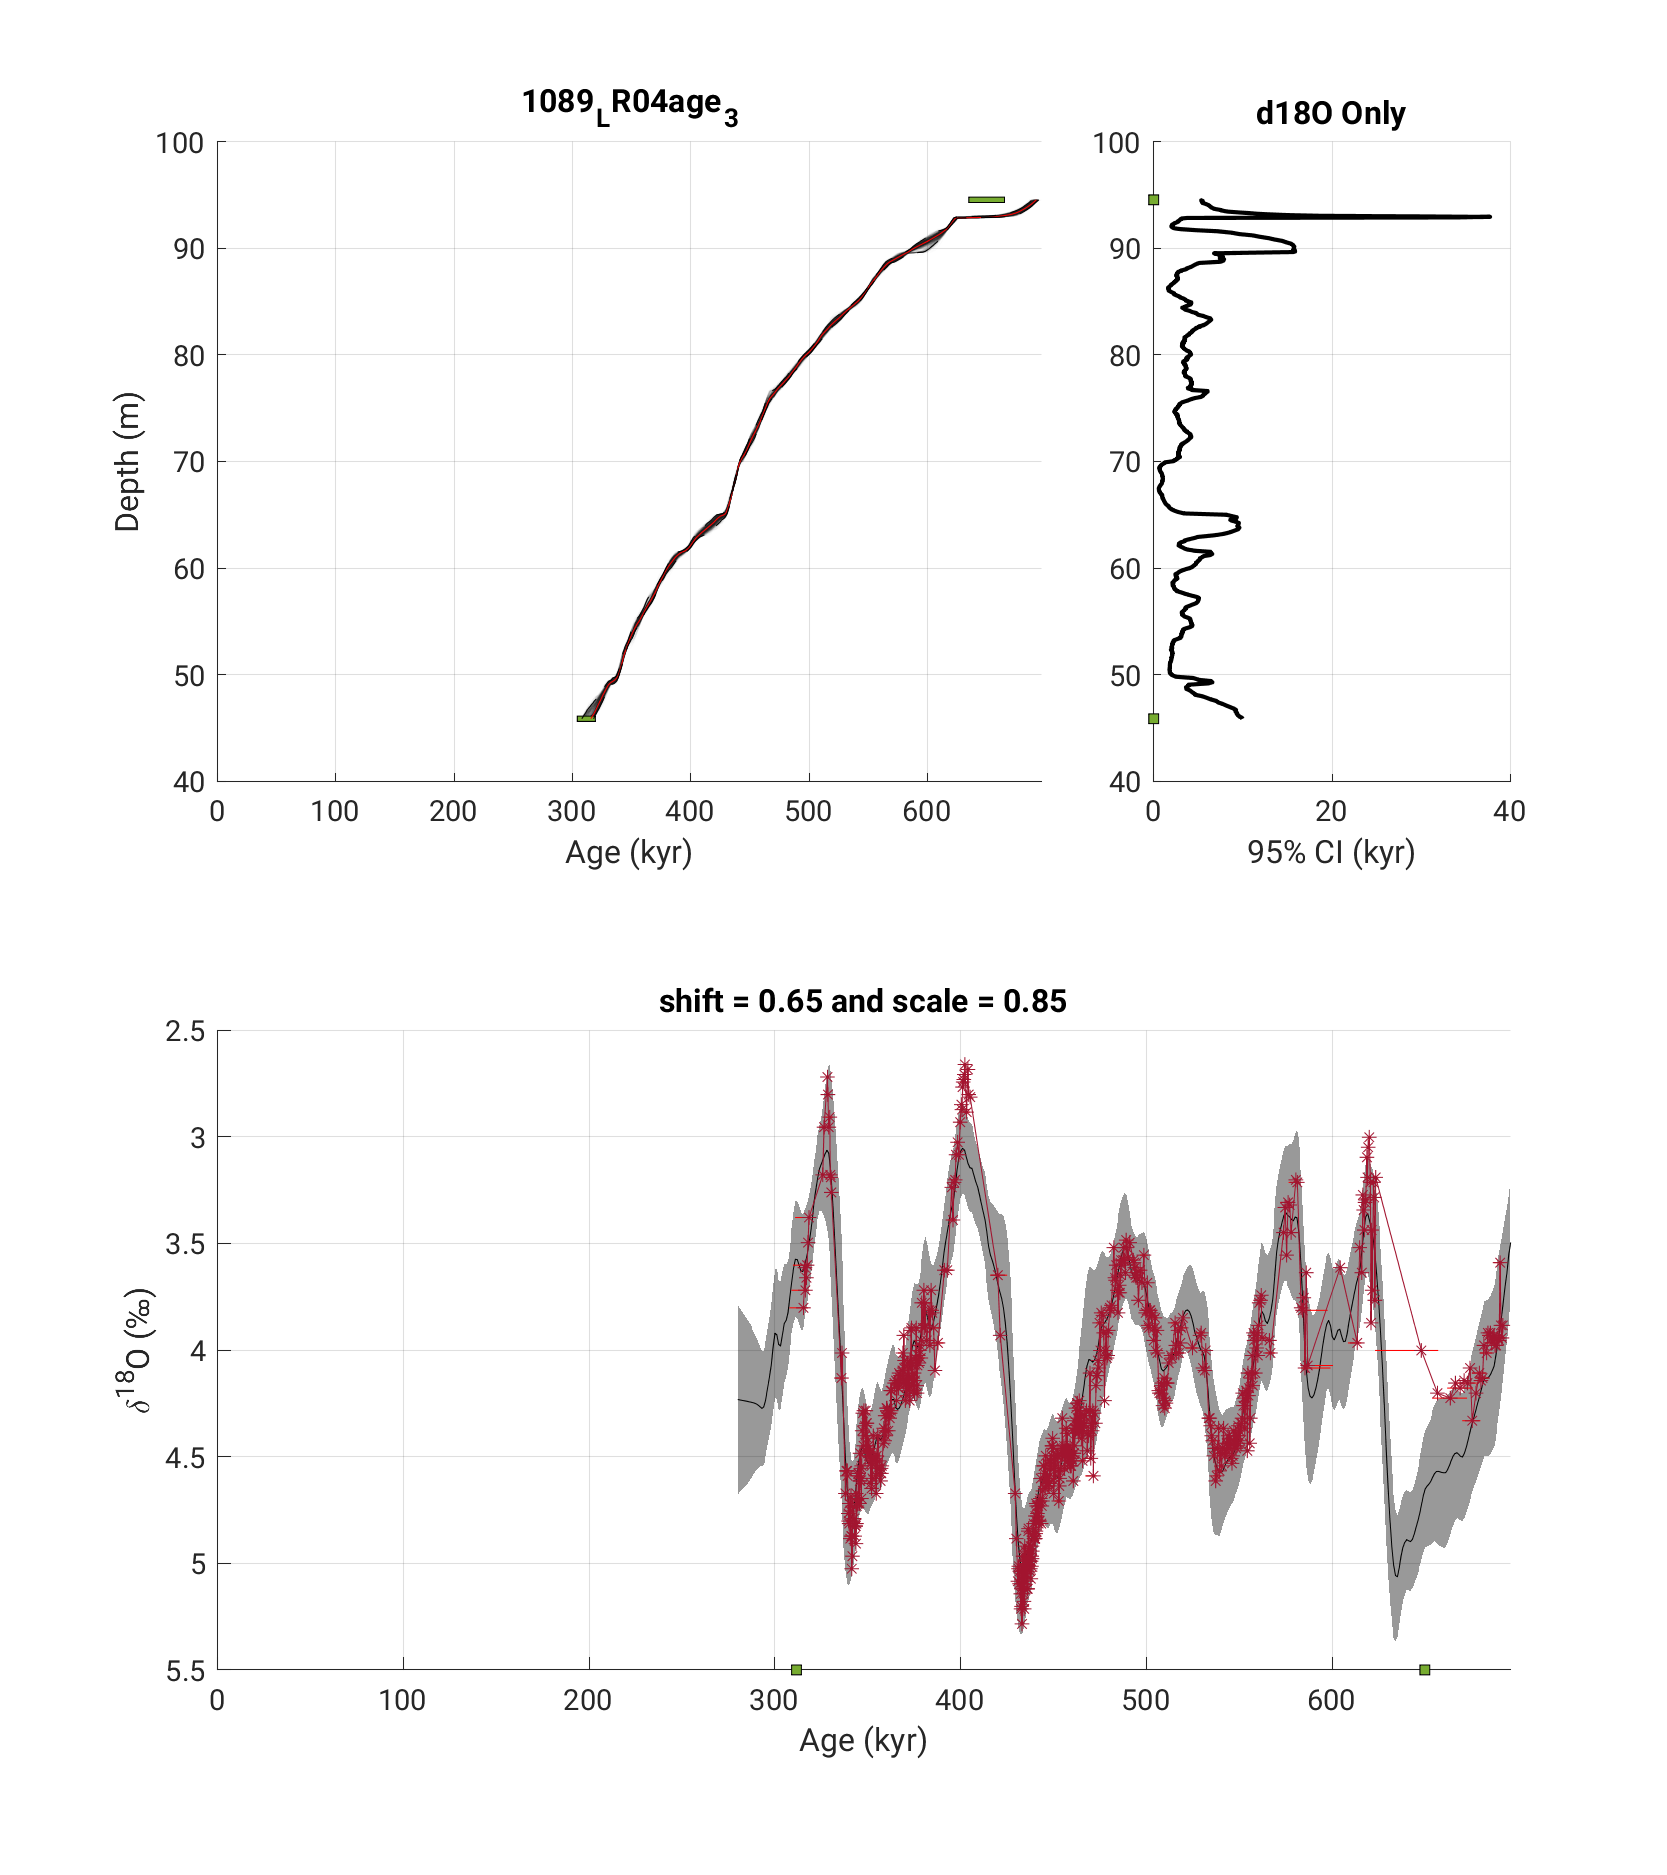 1089LR04age3
d18O Only
100
90
80
70
60
50
40
Depth (m)
0 100 200 300 400 500 600
Age (kyr)
100
90
80
70
60
50
40
0 20 40
95% CI (kyr)
shift = 0.65 and scale = 0.85
2.5
3
3.5
4
4.5
5
5.5
δ18O (‰)
0 100 200 300 400 500 600
Age (kyr)